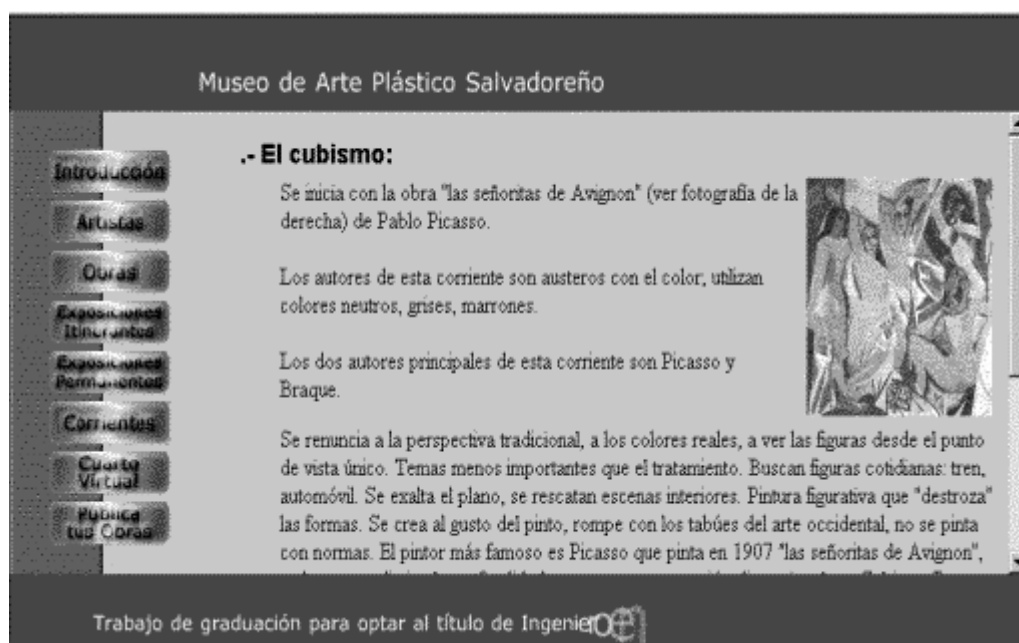 Museo de Arte Plástico Salvadoreño
Introducción
Artistas
Obras
Exposiciones
Itinerantes
Exposiciones
Permanentes
Corrientes
Cuarto
Virtual
Publica
tus Obras
.- El cubismo:
Se inicia con la obra "las señoritas de Avignon" (ver fotografía de la
derecha) de Pablo Picasso.
Los autores de esta corriente son austeros con el color; utilizan
colores neutros, grises, marrones.
Los dos autores principales de esta corriente son Picasso y
Braque.
Se renuncia a la perspectiva tradicional, a los colores reales, a ver las figuras desde el punto
de vista único. Temas menos importantes que el tratamiento. Buscan figuras cotidianas: tren,
automóvil. Se exalta el plano, se rescatan escenas interiores. Pintura figurativa que "destroza"
las formas. Se crea al gusto del pinto, rompe con los tabúes del arte occidental, no se pinta
con normas. El pintor más famoso es Picasso que pinta en 1907 "las señoritas de Avignon",
Trabajo de graduación para optar al título de Ingeniero